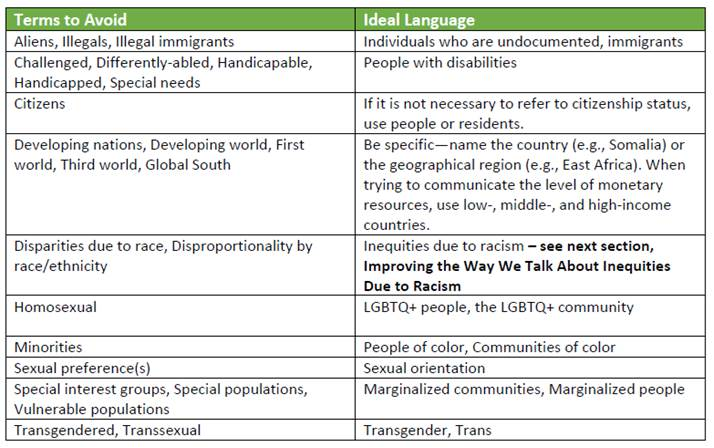 Terms to Avoid
Ideal Language
Aliens, Illegals, Illegal immigrants
Individuals who are undocumented, immigrants
Challenged, Differently-abled, Handicapable,
Handicapped, Special needs
People with disabilities
Citizens
If it is not necessary to refer to citizenship status,
use people or residents.
Developing nations, Developing world, First
world, Third world, Global South
Be specific—name the country (e.g., Somalia) or
the geographical region (e.g., East Africa). When
trying to communicate the level of monetary
resources, use low-, middle-, and high-income
countries.
Disparities due to race, Disproportionality by
race/ethnicity
Inequities due to racism – see next section,
Improving the Way We Talk About Inequities
Due to Racism
Homosexual
LGBTQ+ people, the LGBTQ+ community
Minorities
People of color, Communities of color
Sexual preference(s)
Sexual orientation
Special interest groups, Special populations,
Vulnerable populations
Marginalized communities, Marginalized people
Transgendered, Transsexual
Transgender, Trans